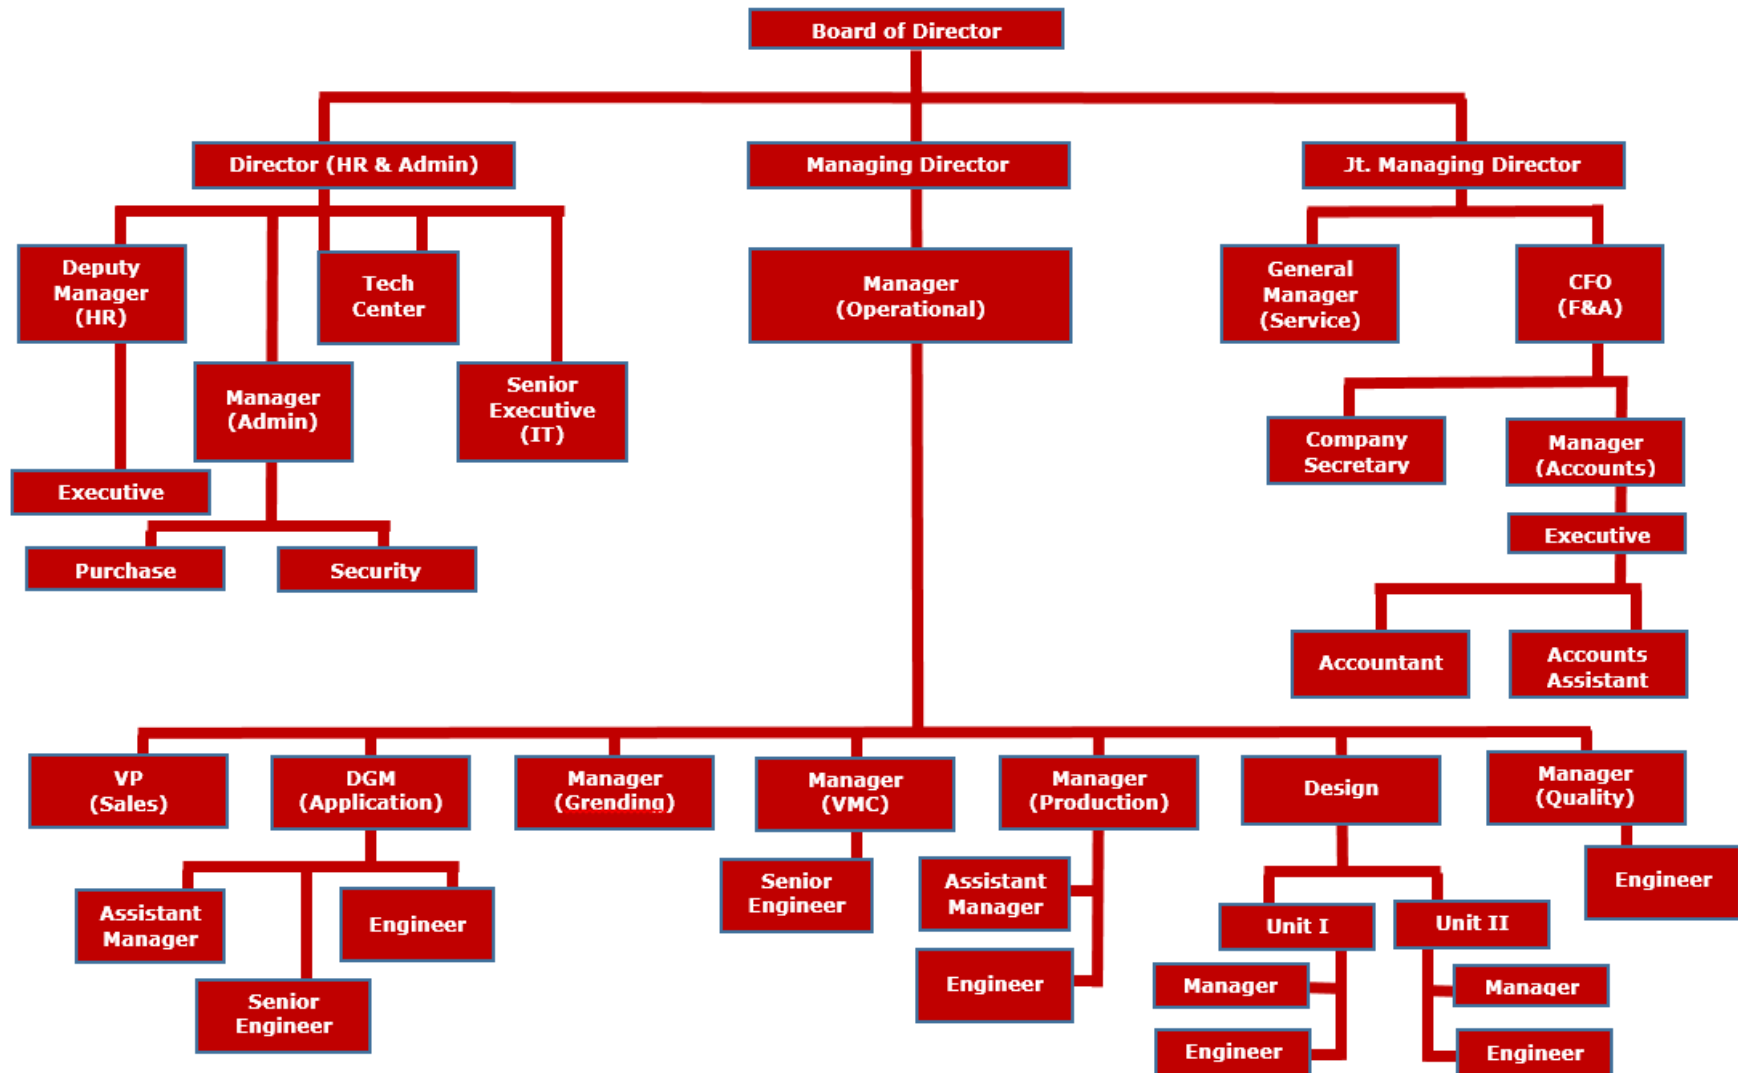 Board of Director
Director (HR & Admin)
Managing Director
Jt. Managing Director
Deputy
Manager
(HR)
Tech
Center
Manager
(Operational)
General
Manager
(Service)
CFO
(F&A)
Manager
(Admin)
Senior
Executive
(IT)
Company
Secretary
Manager
(Accounts)
Executive
Executive
Purchase
Security
Accountant
Accounts
Assistant
VP
(Sales)
DGM
(Application)
Manager
(Grending)
Manager
(VMC)
Manager
(Production)
Design
Manager
(Quality)
Assistant
Manager
Senior
Engineer
Engineer
Senior
Engineer
Assistant
Manager
Engineer
Unit I
Manager
Engineer
Unit II
Manager
Engineer
Engineer